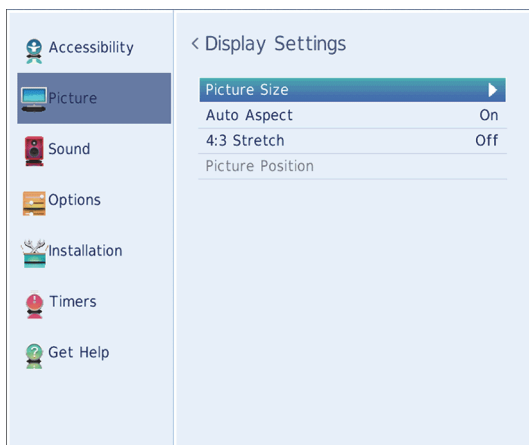 Accessibility
Picture
Sound
Options
Installation
Timers
Get Help
< Display Settings
Picture Size
Auto Aspect On
4:3 Stretch Off
Picture Position